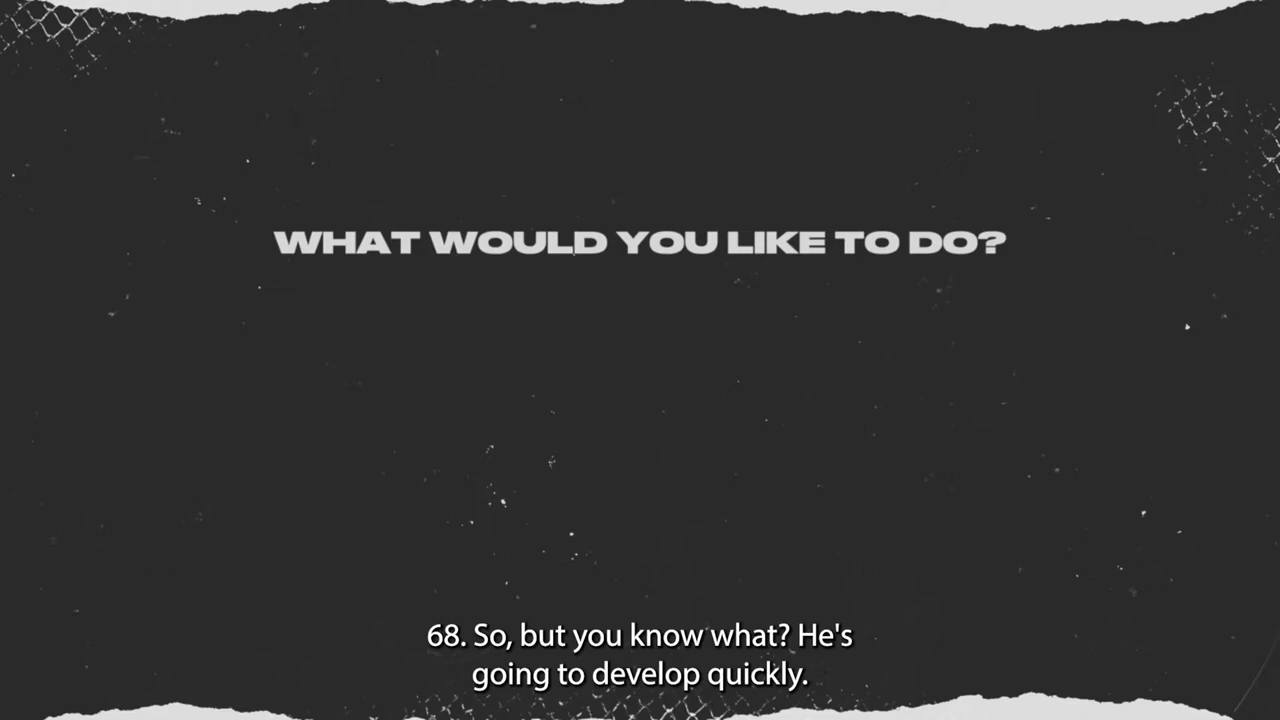 WHAT WOULD YOU LIKE TO DO?
68. So, but you know what? He's
going to develop quickly.